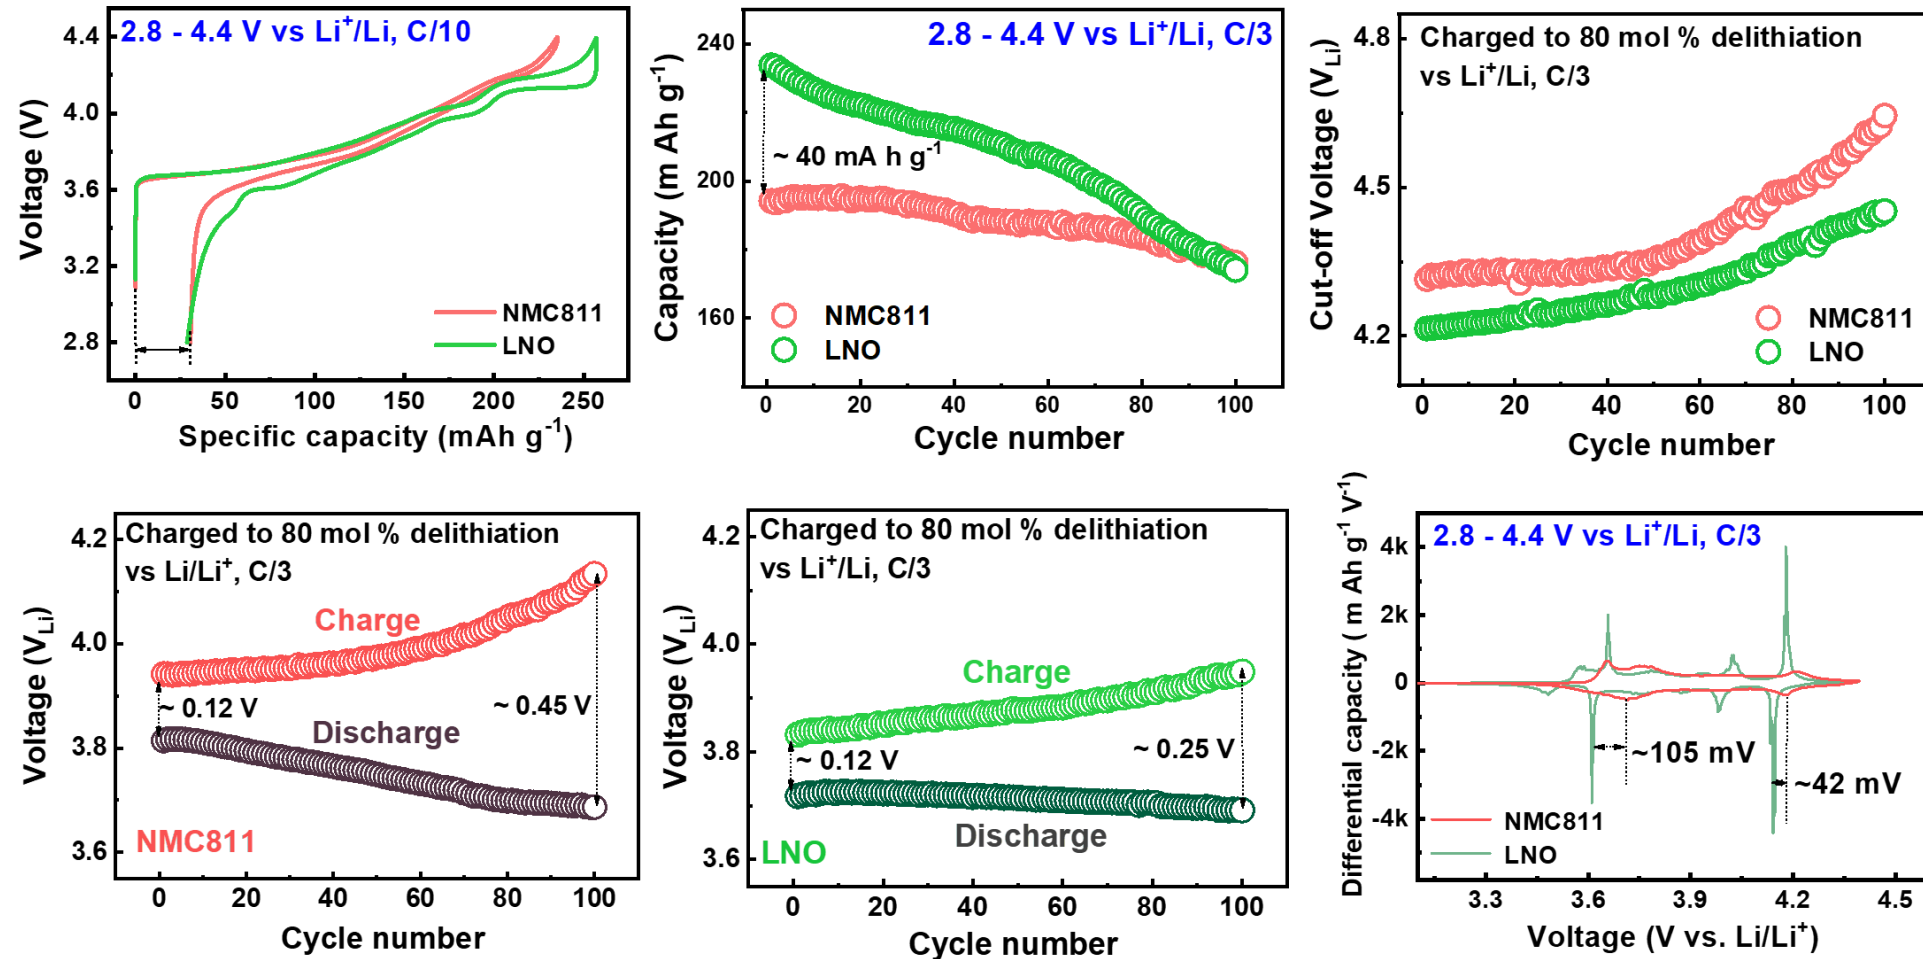 2.8 - 4.4 V vs Li⁺/Li, C/10
4.4
4.0
3.6
3.2
2.8
Voltage (V)
NMC811
LNO
0 50 100 150 200 250
Specific capacity (mAh g⁻¹)
2.8 - 4.4 V vs Li⁺/Li, C/3
240
200
160
Capacity (m Ah g⁻¹)
~ 40 mA h g⁻¹
NMC811
LNO
0 20 40 60 80 100
Cycle number
Charged to 80 mol % delithiation
vs Li⁺/Li, C/3
4.8
4.5
4.2
Cut-off Voltage (V_Li)
NMC811
LNO
0 20 40 60 80 100
Cycle number
Charged to 80 mol % delithiation
vs Li/Li⁺, C/3
4.2
4.0
3.8
3.6
Voltage (V_Li)
Charge
~ 0.12 V
~ 0.45 V
Discharge
NMC811
0 20 40 60 80 100
Cycle number
Charged to 80 mol % delithiation
vs Li⁺/Li, C/3
4.2
4.0
3.8
3.6
Voltage (V_Li)
Charge
~ 0.12 V
~ 0.25 V
Discharge
LNO
0 20 40 60 80 100
Cycle number
2.8 - 4.4 V vs Li⁺/Li, C/3
4k
2k
0
-2k
-4k
Differential capacity ( m Ah g⁻¹ V⁻¹)
~105 mV
~42 mV
NMC811
LNO
3.3 3.6 3.9 4.2 4.5
Voltage (V vs. Li/Li⁺)